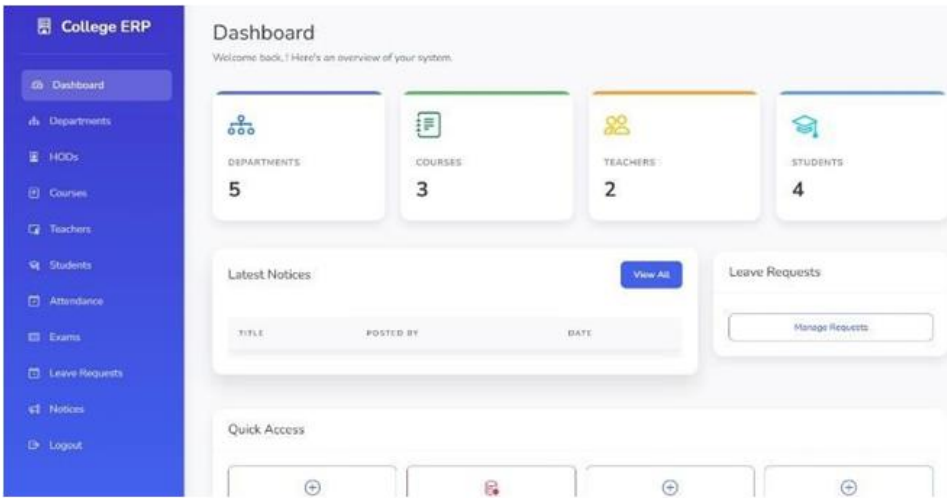 College ERP
Dashboard
Departments
HODs
Courses
Teachers
Students
Attendance
Exams
Leave Requests
Notices
Logout
Dashboard
Welcome back, ! Here's an overview of your system.
DEPARTMENTS
5
COURSES
3
TEACHERS
2
STUDENTS
4
Latest Notices
View All
TITLE POSTED BY DATE
Leave Requests
Manage Requests
Quick Access